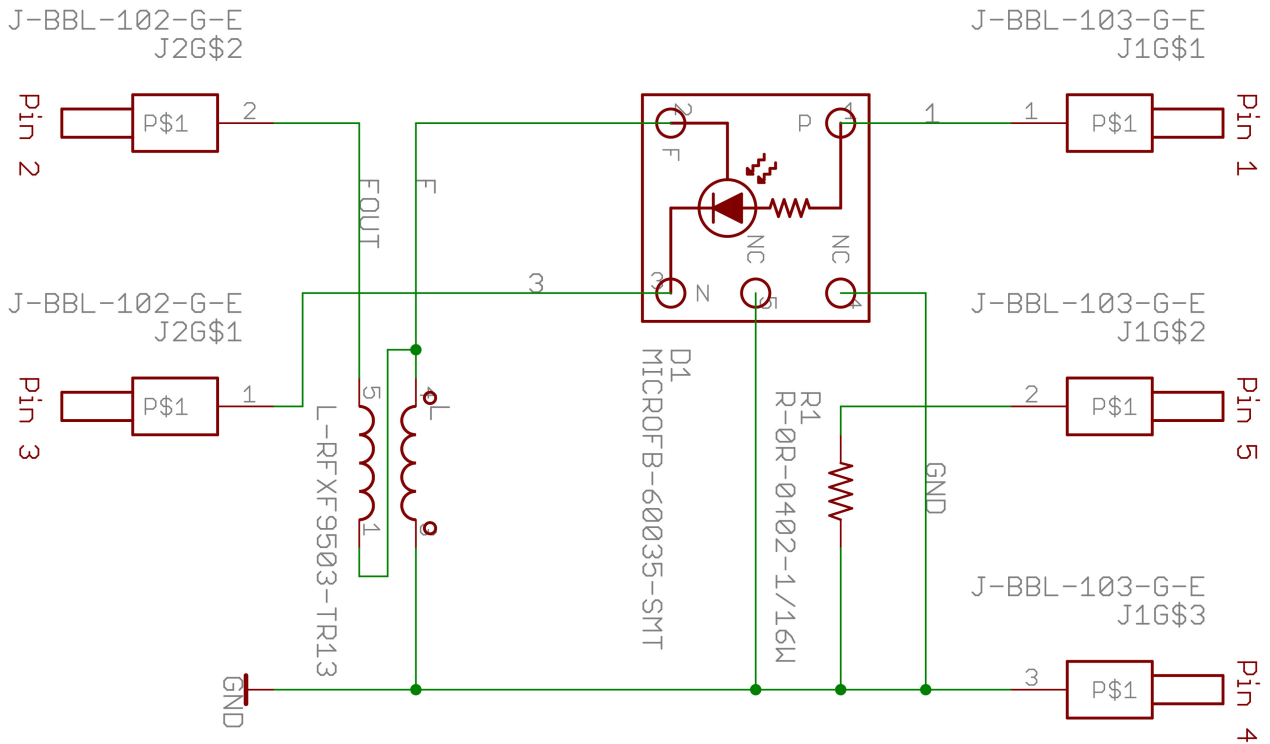 J-BBL-102-G-E
J2G$2
J-BBL-103-G-E
J1G$1
Pin 2
P$1
2
2
F
P
1
1
1
P$1
Pin 1
FOUT
F
NC
NC
3
3
N
5
4
J-BBL-102-G-E
J2G$1
J-BBL-103-G-E
J1G$2
Pin 3
P$1
1
5
4
L
L-RFXF9503-TR13
1
D1
MICROFB-60035-SMT
R1
R-0R-0402-1/16W
GND
2
P$1
Pin 5
J-BBL-103-G-E
J1G$3
GND
3
P$1
Pin 4